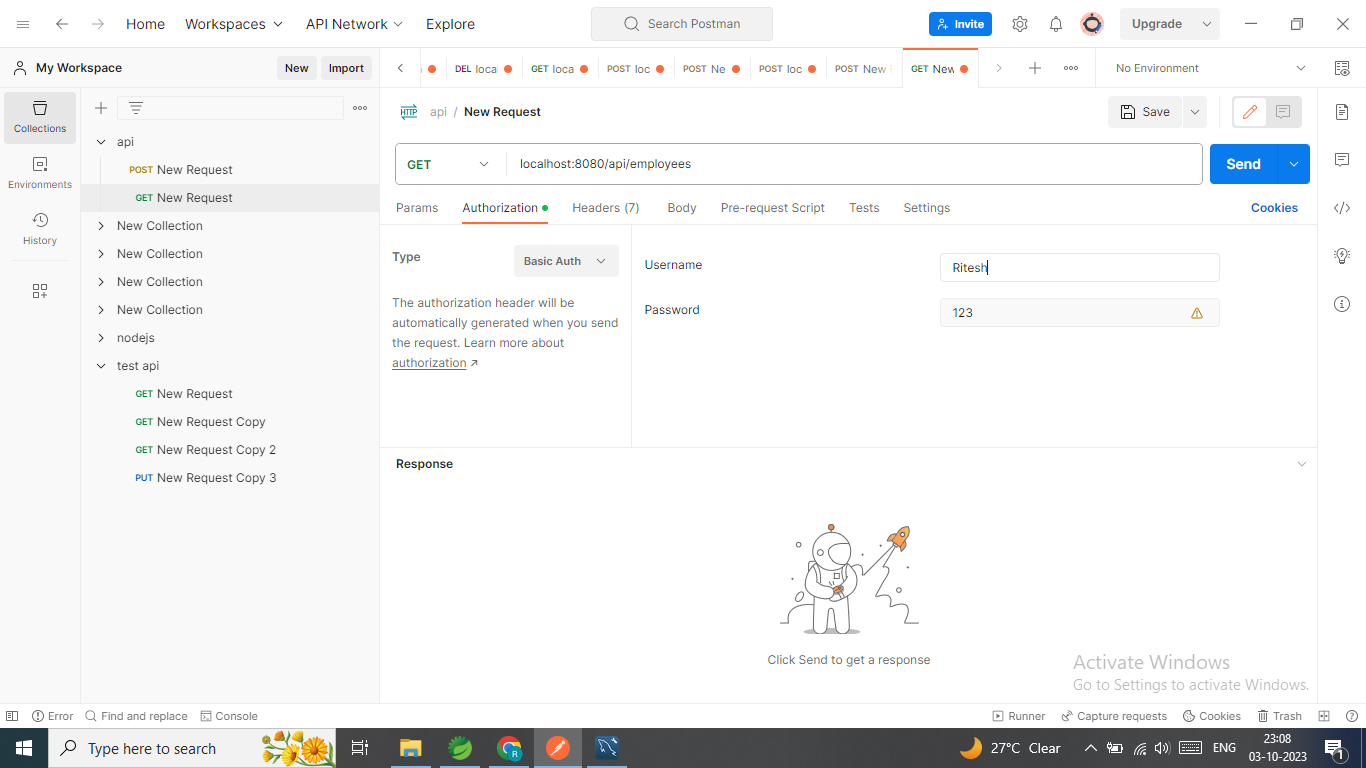 Home Workspaces API Network Explore Search Postman Invite Upgrade
My Workspace New Import DEL loca GET loca POST loc POST Ne POST loc POST New GET New No Environment
Collections
Environments
History
api
POST New Request
GET New Request
New Collection
New Collection
New Collection
New Collection
nodejs
test api
GET New Request
GET New Request Copy
GET New Request Copy 2
PUT New Request Copy 3
HTTP api / New Request Save
GET localhost:8080/api/employees Send
Params Authorization Headers (7) Body Pre-request Script Tests Settings Cookies
Type Basic Auth
The authorization header will be
automatically generated when you send
the request. Learn more about
authorization ↗
Username Ritesh
Password 123
Response
Click Send to get a response
Activate Windows
Go to Settings to activate Windows.
Error Find and replace Console Runner Capture requests Cookies Trash
Type here to search 27°C Clear ENG 23:08
03-10-2023 1